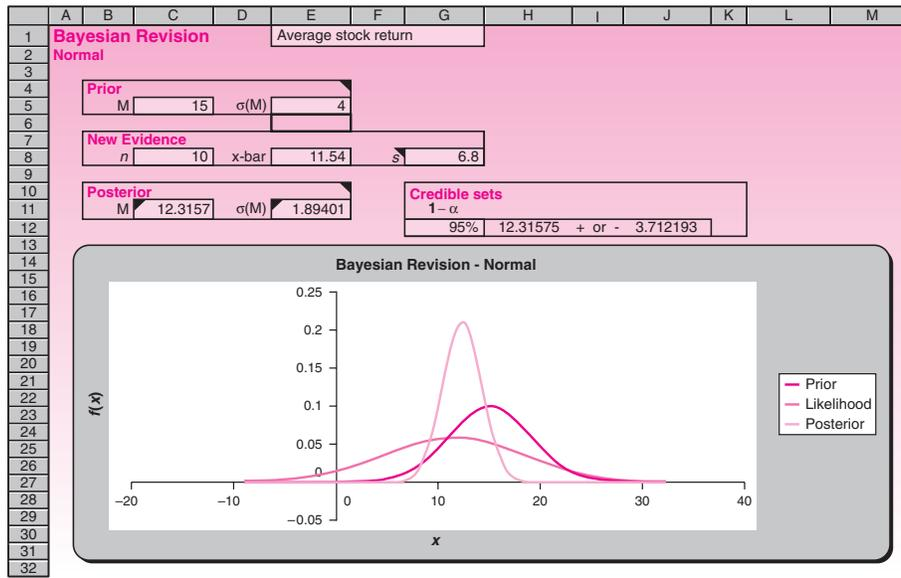 A B C D E F G H I J K L M
1 Bayesian Revision Average stock return
2 Normal
3
4 Prior
5 M 15 σ(M) 4
6
7 New Evidence
8 n 10 x-bar 11.54 s 6.8
9
10 Posterior Credible sets
11 M 12.3157 σ(M) 1.89401 1 – α
12 95% 12.31575 + or - 3.712193
13
14 Bayesian Revision - Normal
15
16
17
18
19
20
21
22
23
24
25
26
27
28
29
30
31
32
0.25
0.2
0.15
0.1
0.05
0
–0.05
f(x)
–20 –10 0 10 20 30 40
x
Prior
Likelihood
Posterior